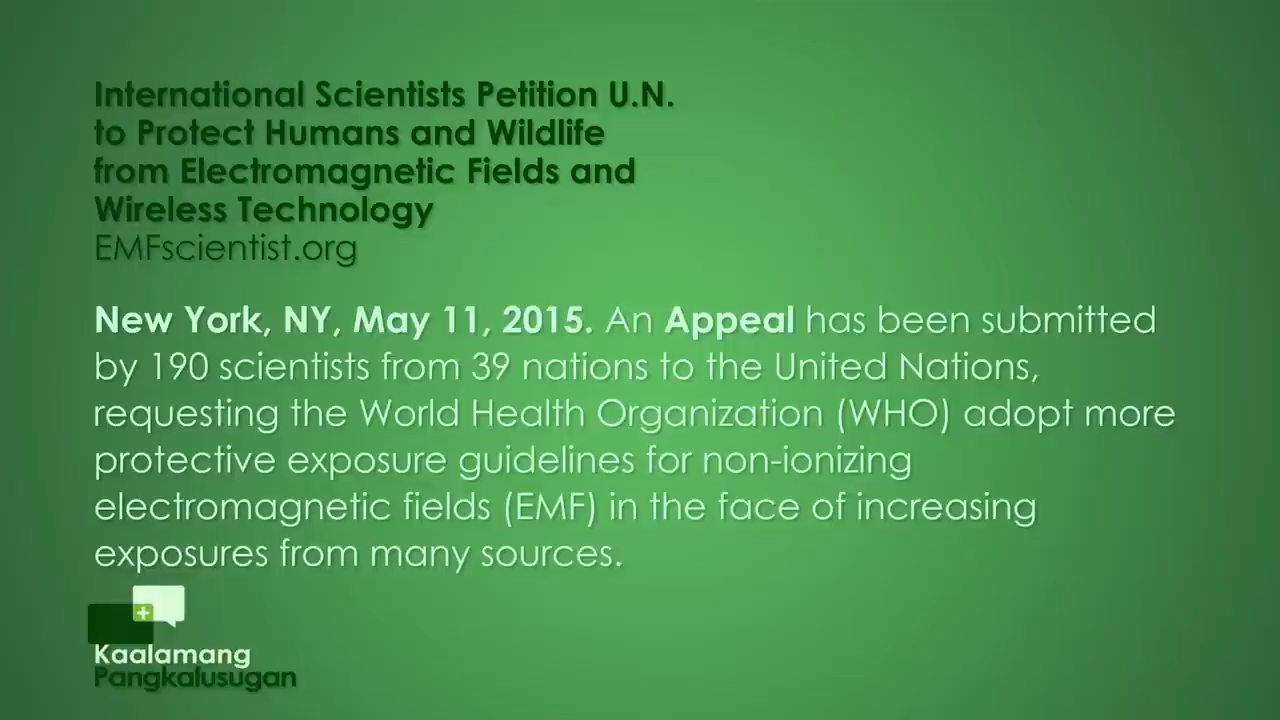 International Scientists Petition U.N.
to Protect Humans and Wildlife
from Electromagnetic Fields and
Wireless Technology
EMFscientist.org
New York, NY, May 11, 2015. An Appeal has been submitted
by 190 scientists from 39 nations to the United Nations,
requesting the World Health Organization (WHO) adopt more
protective exposure guidelines for non-ionizing
electromagnetic fields (EMF) in the face of increasing
exposures from many sources.
Kaalamang
Pangkalusugan